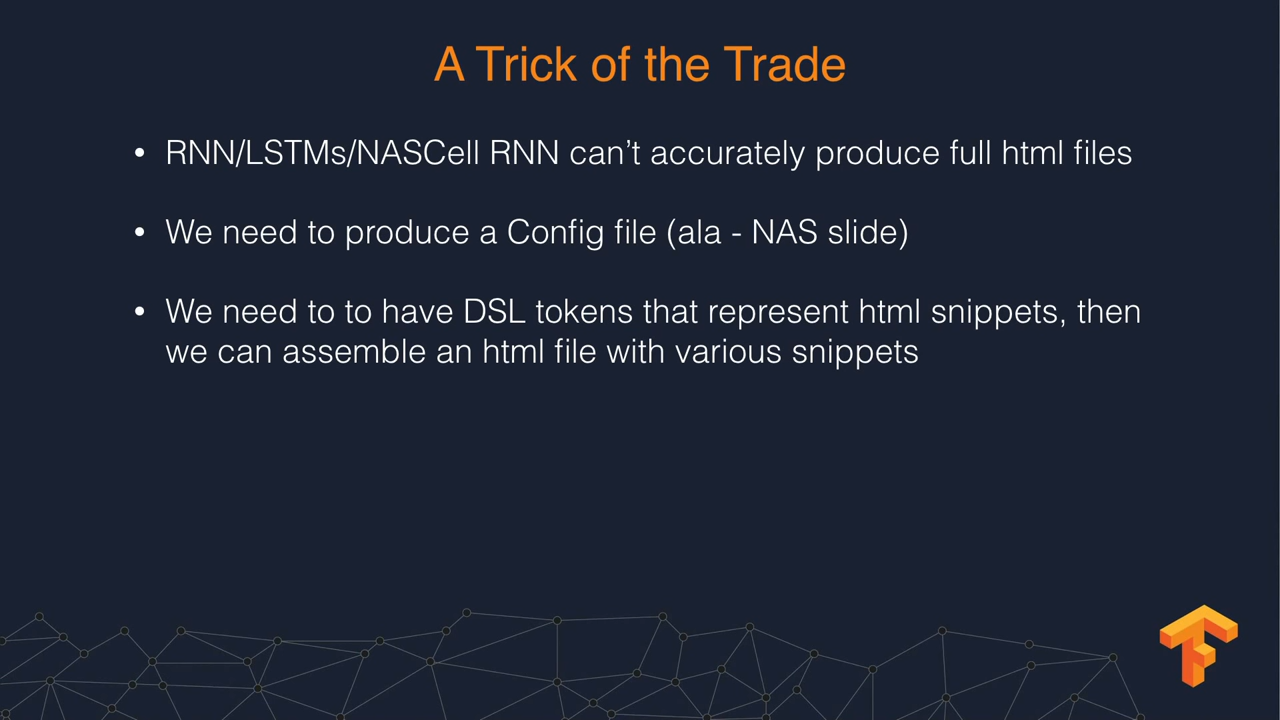 A Trick of the Trade
• RNN/LSTMs/NASCell RNN can’t accurately produce full html files
• We need to produce a Config file (ala - NAS slide)
• We need to to have DSL tokens that represent html snippets, then
we can assemble an html file with various snippets